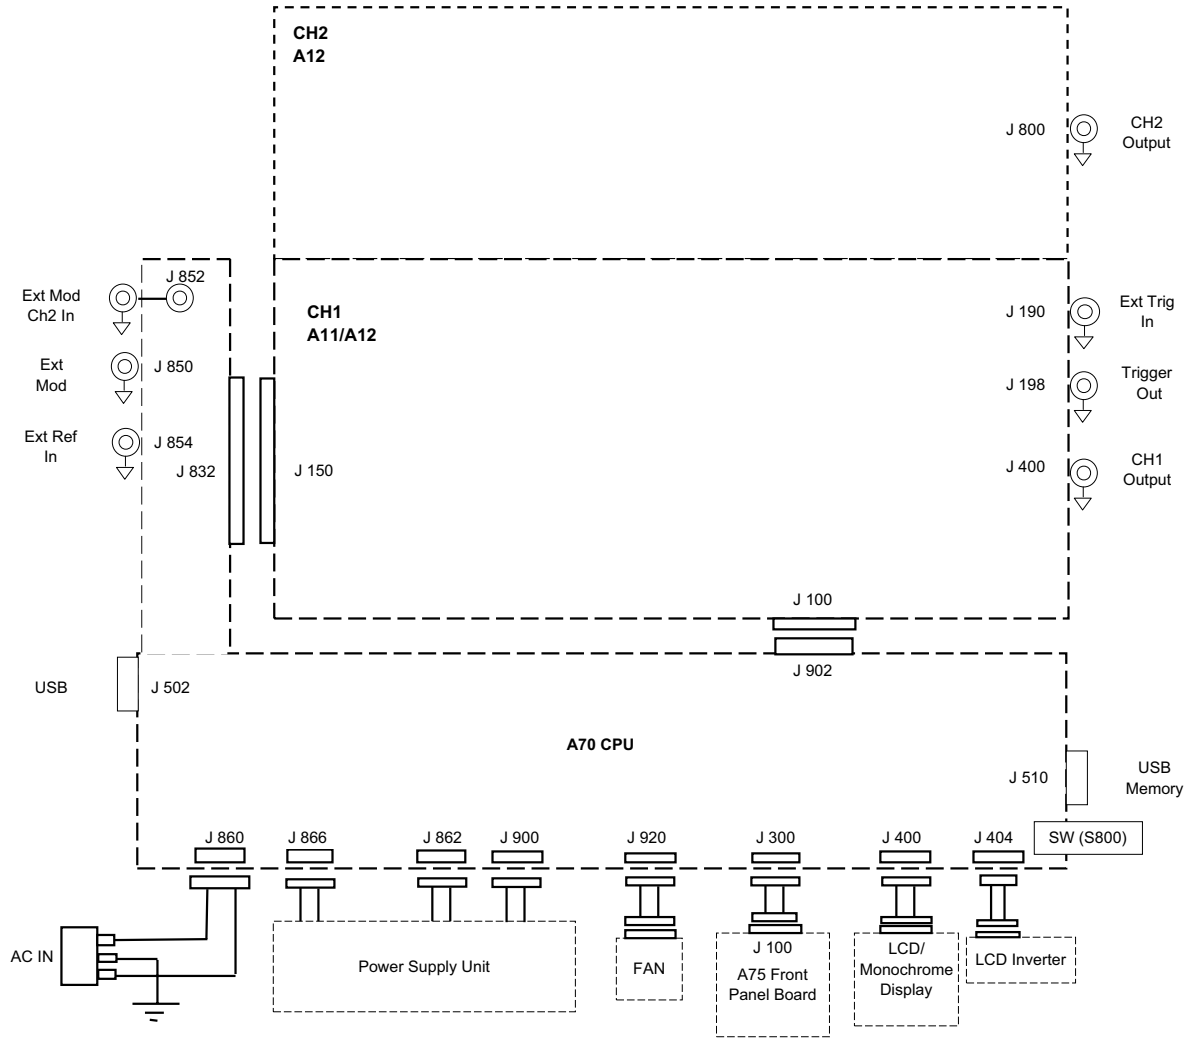 CH2
A12
J 800
CH2
Output
J 852
Ext Mod
Ch2 In
CH1
A11/A12
J 190
Ext Trig
In
Ext
Mod
J 850
J 198
Trigger
Out
Ext Ref
In
J 854
J 832
J 150
J 400
CH1
Output
J 100
J 902
USB
J 502
A70 CPU
J 510
USB
Memory
SW (S800)
J 860
J 866
J 862
J 900
J 920
J 300
J 400
J 404
AC IN
Power Supply Unit
FAN
J 100
A75 Front
Panel Board
LCD/
Monochrome
Display
LCD Inverter